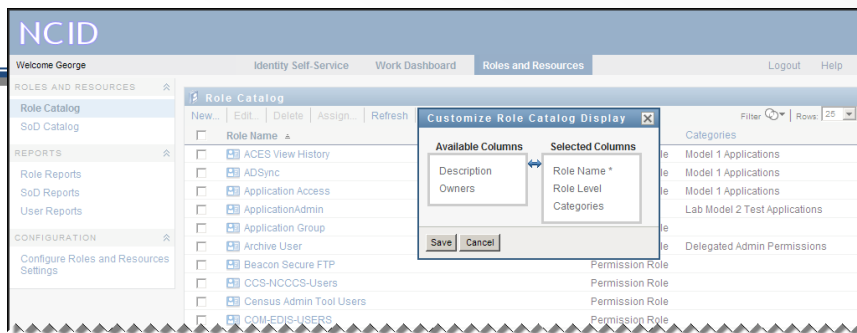 NCID
Welcome George
Identity Self-Service
Work Dashboard
Roles and Resources
Logout
Help
ROLES AND RESOURCES
Role Catalog
SoD Catalog
REPORTS
Role Reports
SoD Reports
User Reports
CONFIGURATION
Configure Roles and Resources
Settings
Role Catalog
New... | Edit... | Delete | Assign... | Refresh
Filter
Rows: 25
Role Name
Categories
ACES View History
le
Model 1 Applications
ADSync
le
Model 1 Applications
Application Access
le
Model 1 Applications
ApplicationAdmin
Lab Model 2 Test Applications
Application Group
le
Archive User
le
Delegated Admin Permissions
Beacon Secure FTP
Permission Role
CCS-NCCCS-Users
Permission Role
Census Admin Tool Users
Permission Role
COM-EDIS-USERS
Permission Role
Customize Role Catalog Display
Available Columns
Description
Owners
Selected Columns
Role Name *
Role Level
Categories
Save
Cancel